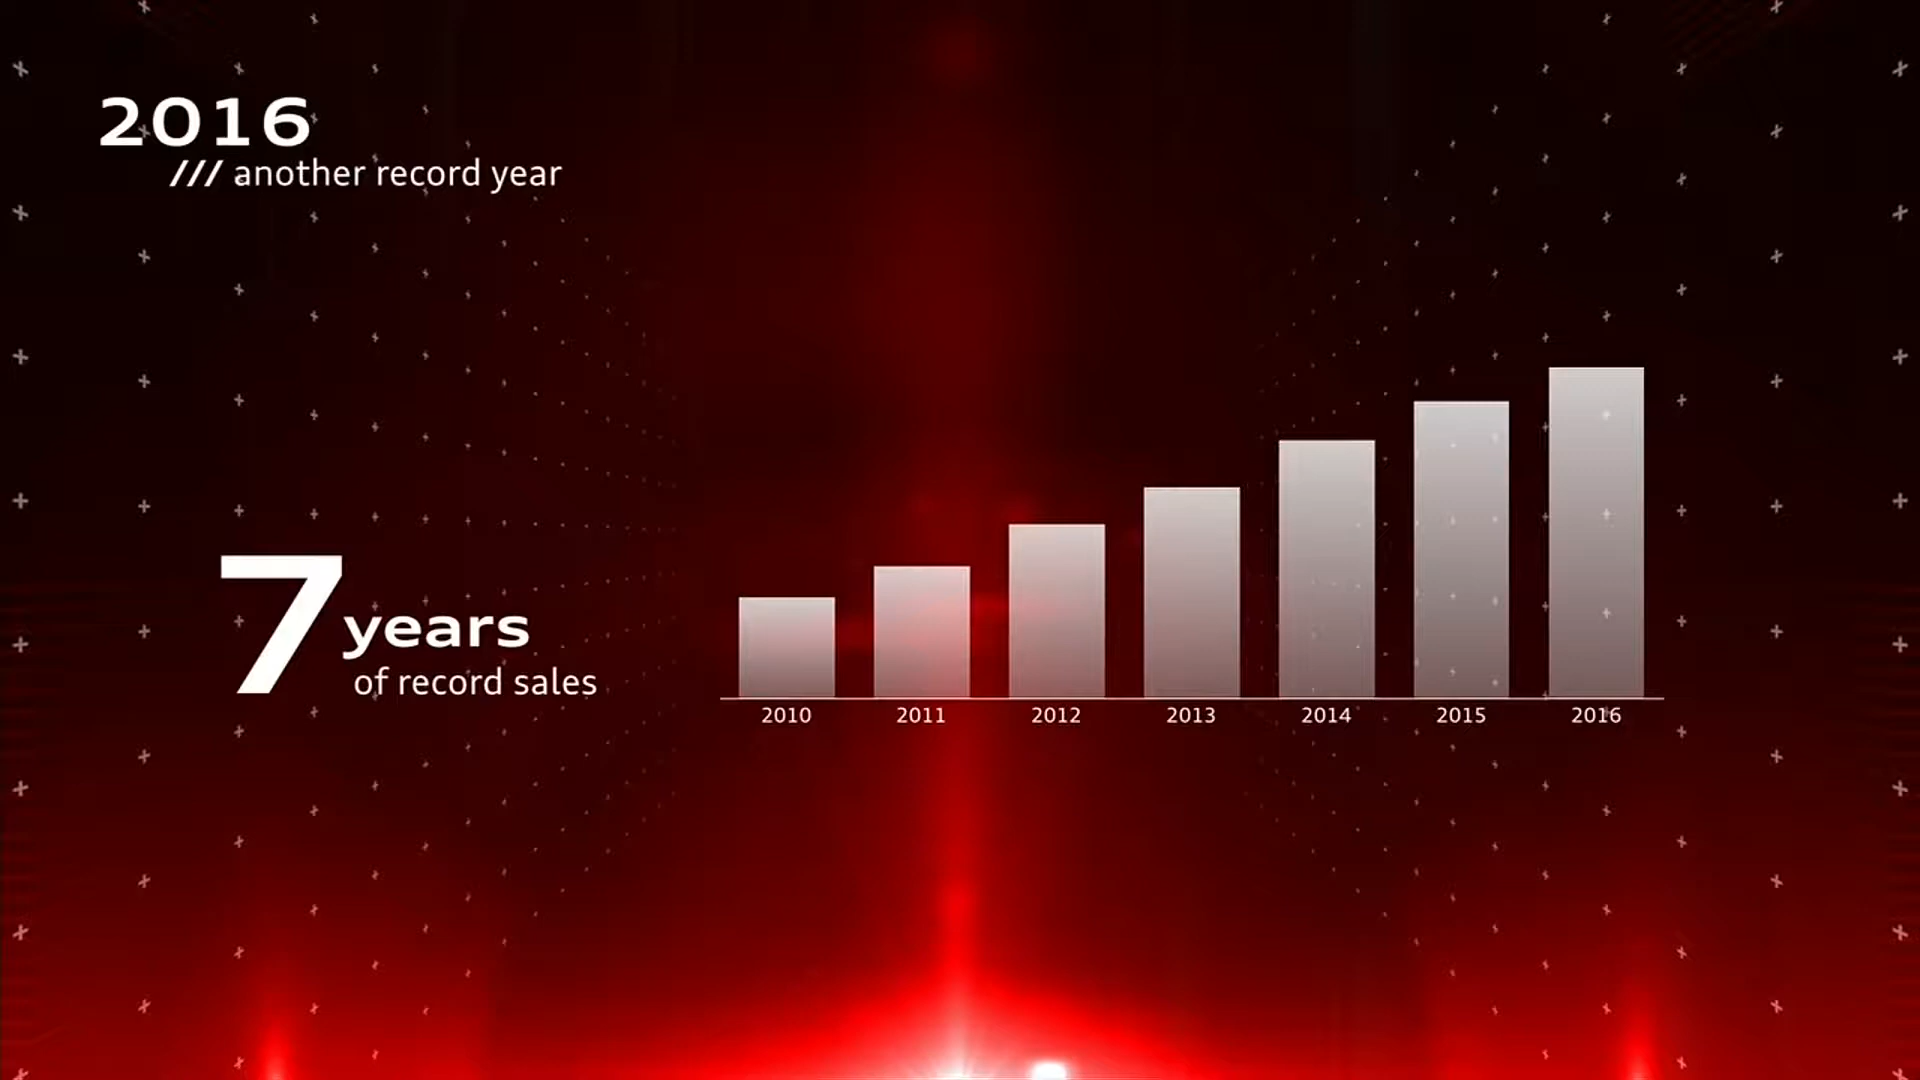 2016
/// another record year
7 years
of record sales
2010 2011 2012 2013 2014 2015 2016